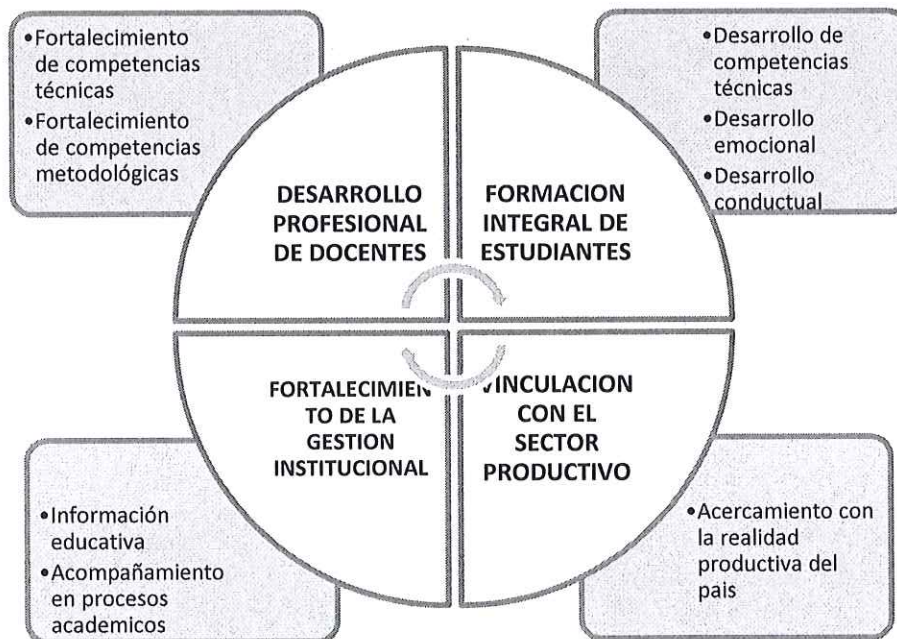 •Fortalecimiento
de competencias
técnicas
•Fortalecimiento
de competencias
metodológicas
•Desarrollo de
competencias
técnicas
•Desarrollo
emocional
•Desarrollo
conductual
DESARROLLO
PROFESIONAL
DE DOCENTES
FORMACION
INTEGRAL DE
ESTUDIANTES
FORTALECIMIEN
TO DE LA
GESTION
INSTITUCIONAL
VINCULACION
CON EL
SECTOR
PRODUCTIVO
•Información
educativa
•Acompañamiento
en procesos
academicos
•Acercamiento con
la realidad
productiva del
pais